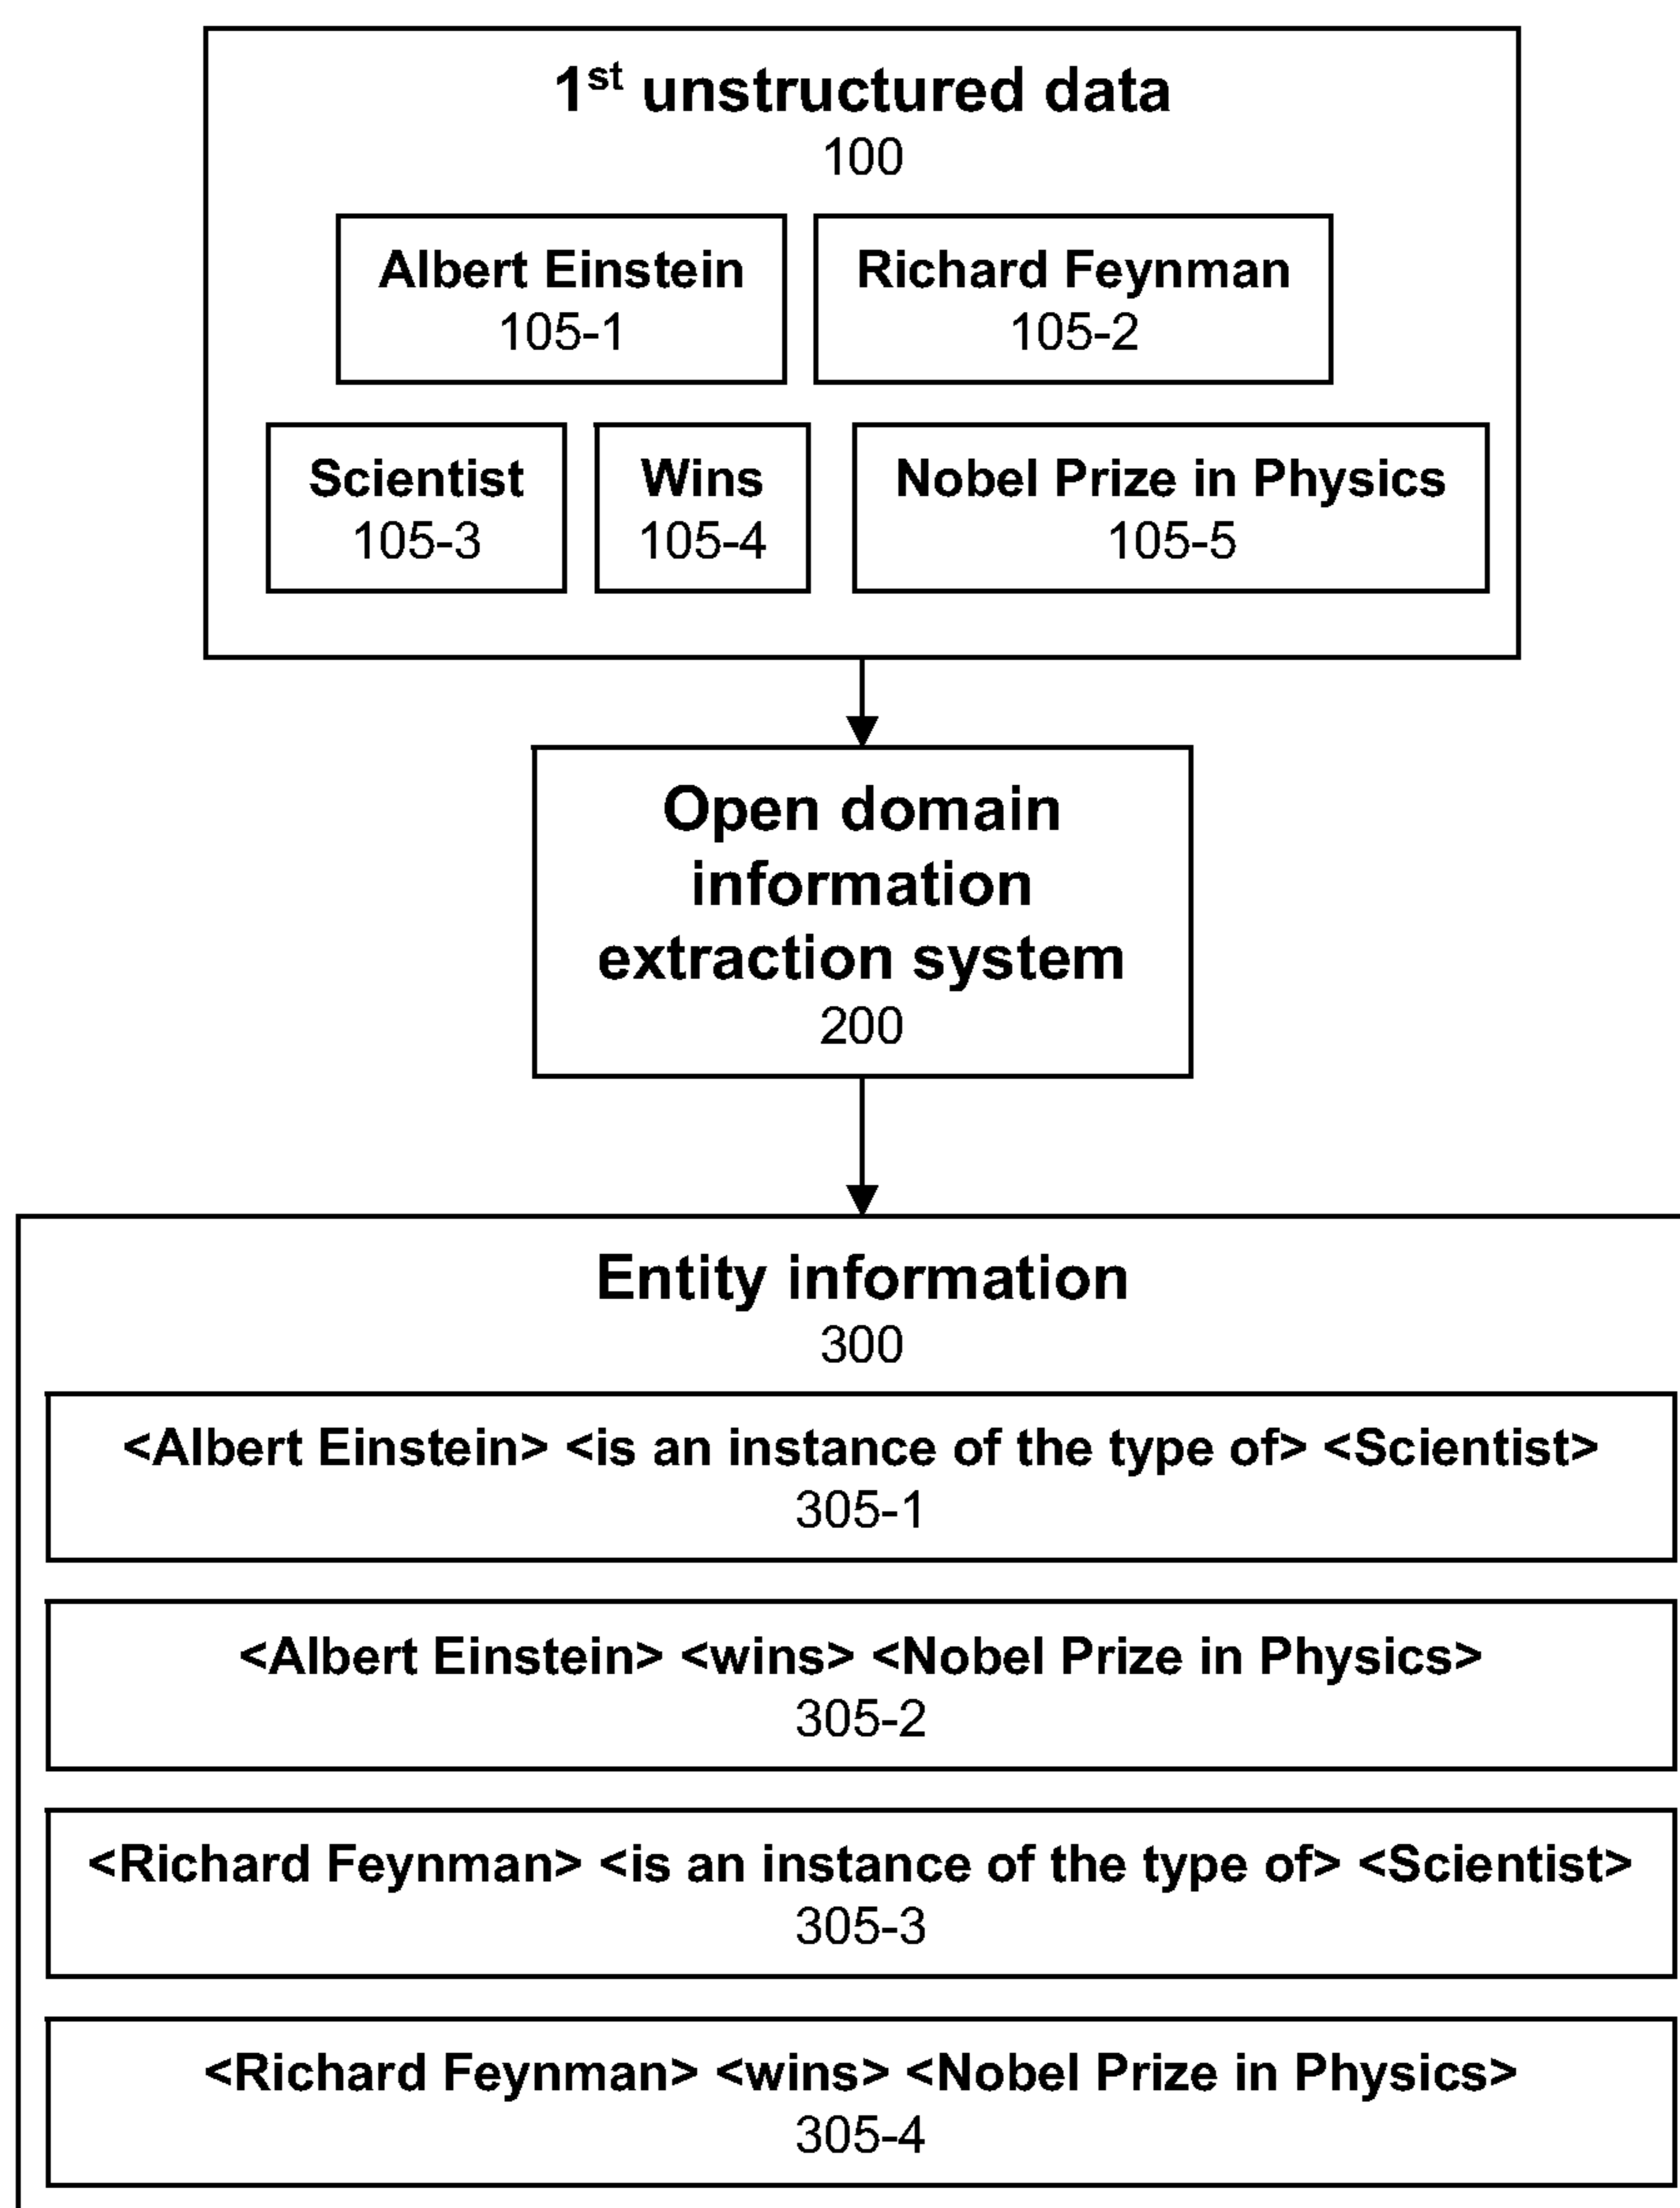 1st unstructured data
100
Albert Einstein
105-1
Richard Feynman
105-2
Scientist
105-3
Wins
105-4
Nobel Prize in Physics
105-5
Open domain
information
extraction system
200
Entity information
300
<Albert Einstein> <is an instance of the type of> <Scientist>
305-1
<Albert Einstein> <wins> <Nobel Prize in Physics>
305-2
<Richard Feynman> <is an instance of the type of> <Scientist>
305-3
<Richard Feynman> <wins> <Nobel Prize in Physics>
305-4